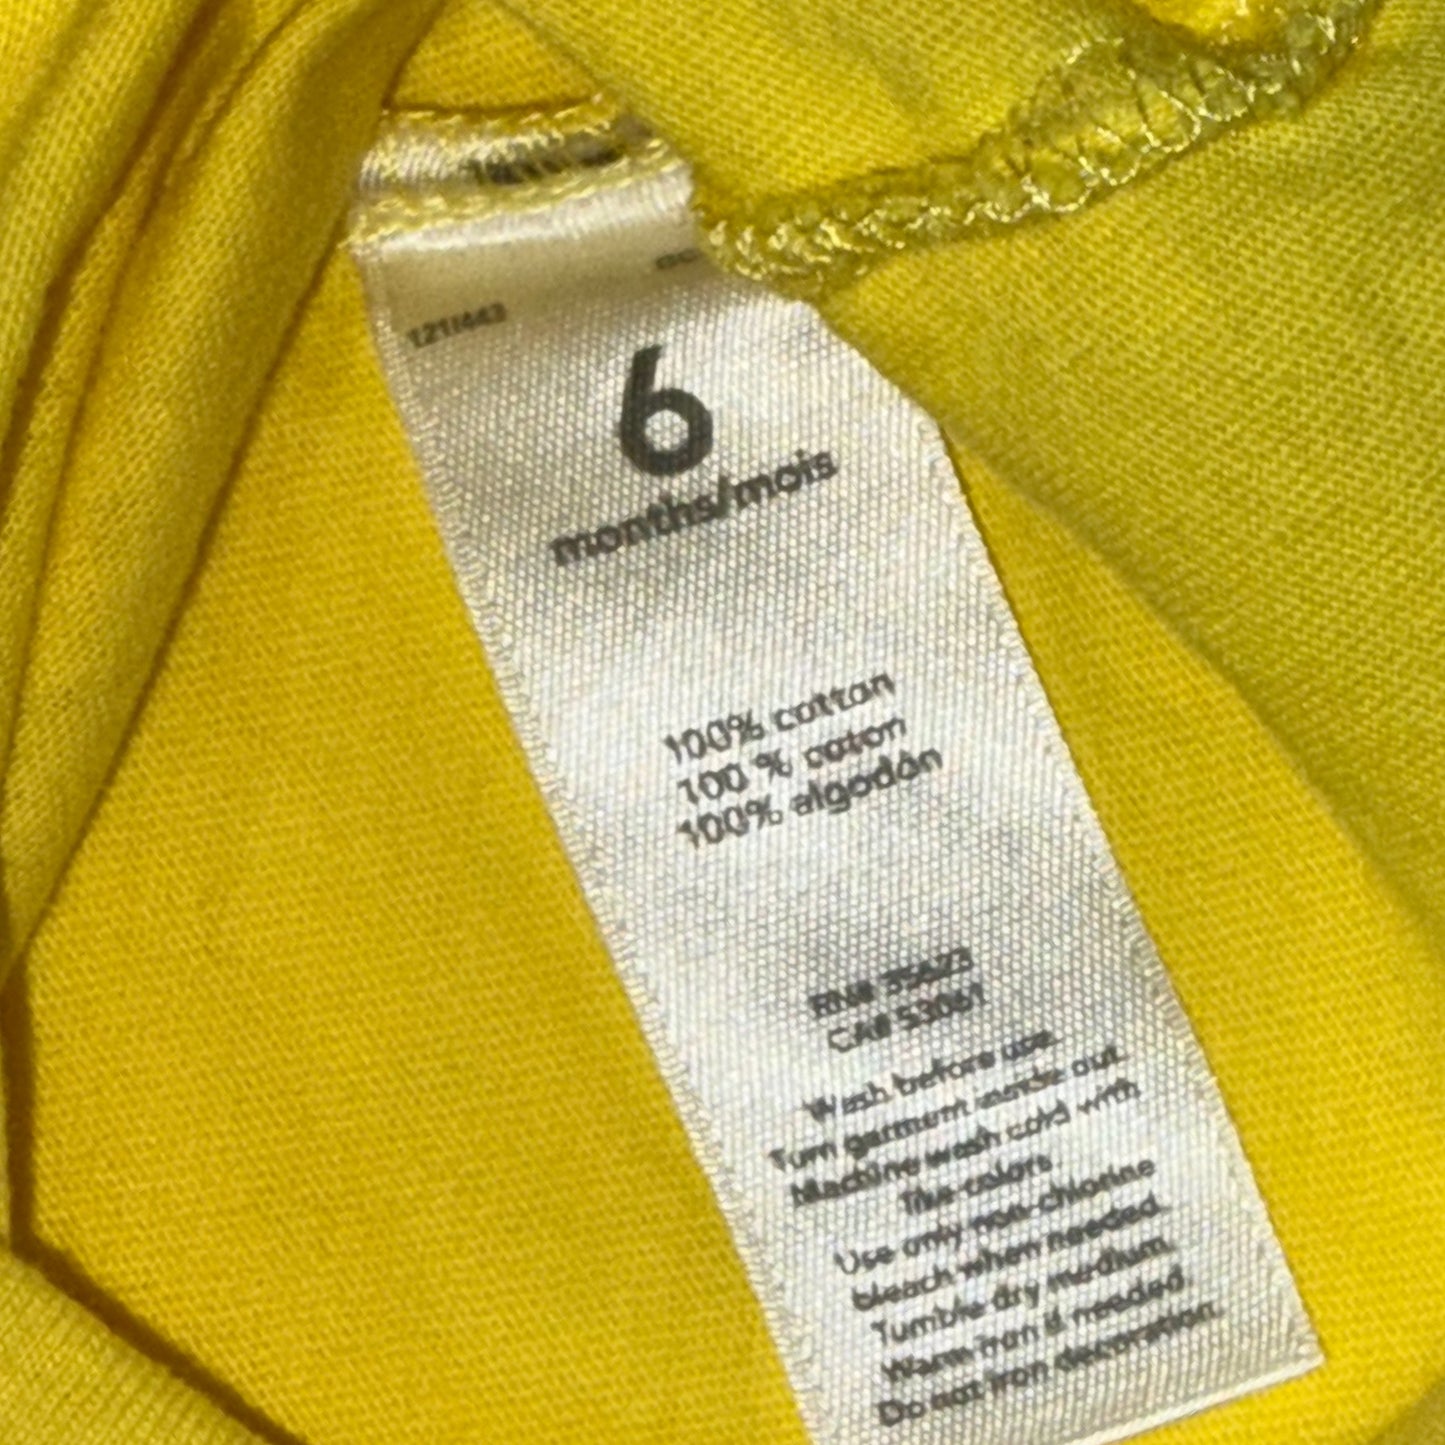 121/443
6
months/mois
100% cotton
100 % coton
100% algodón
RN# 35623
CA# 53061
Wash before use.
Turn garment inside out.
Machine wash cold with
like colors.
Use only non-chlorine
bleach when needed.
Tumble dry medium.
Warm iron if needed.
Do not iron decoration.